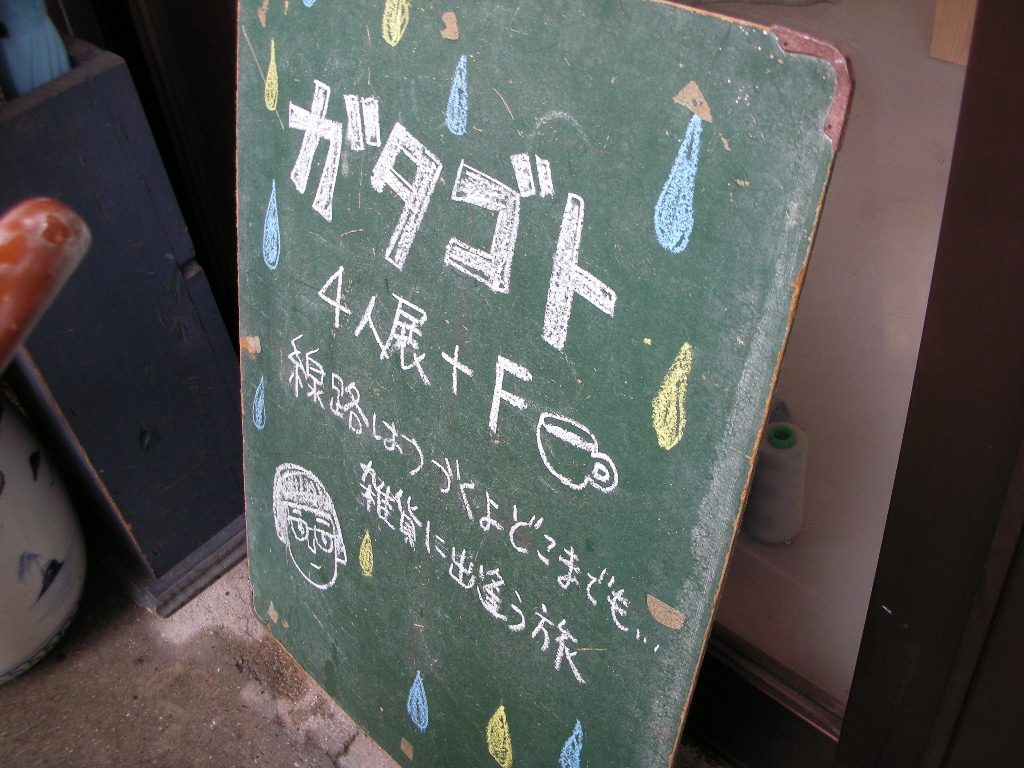 ガタゴト
4人展+F
線路はつづくよどこまでも…
雑貨に出逢う旅